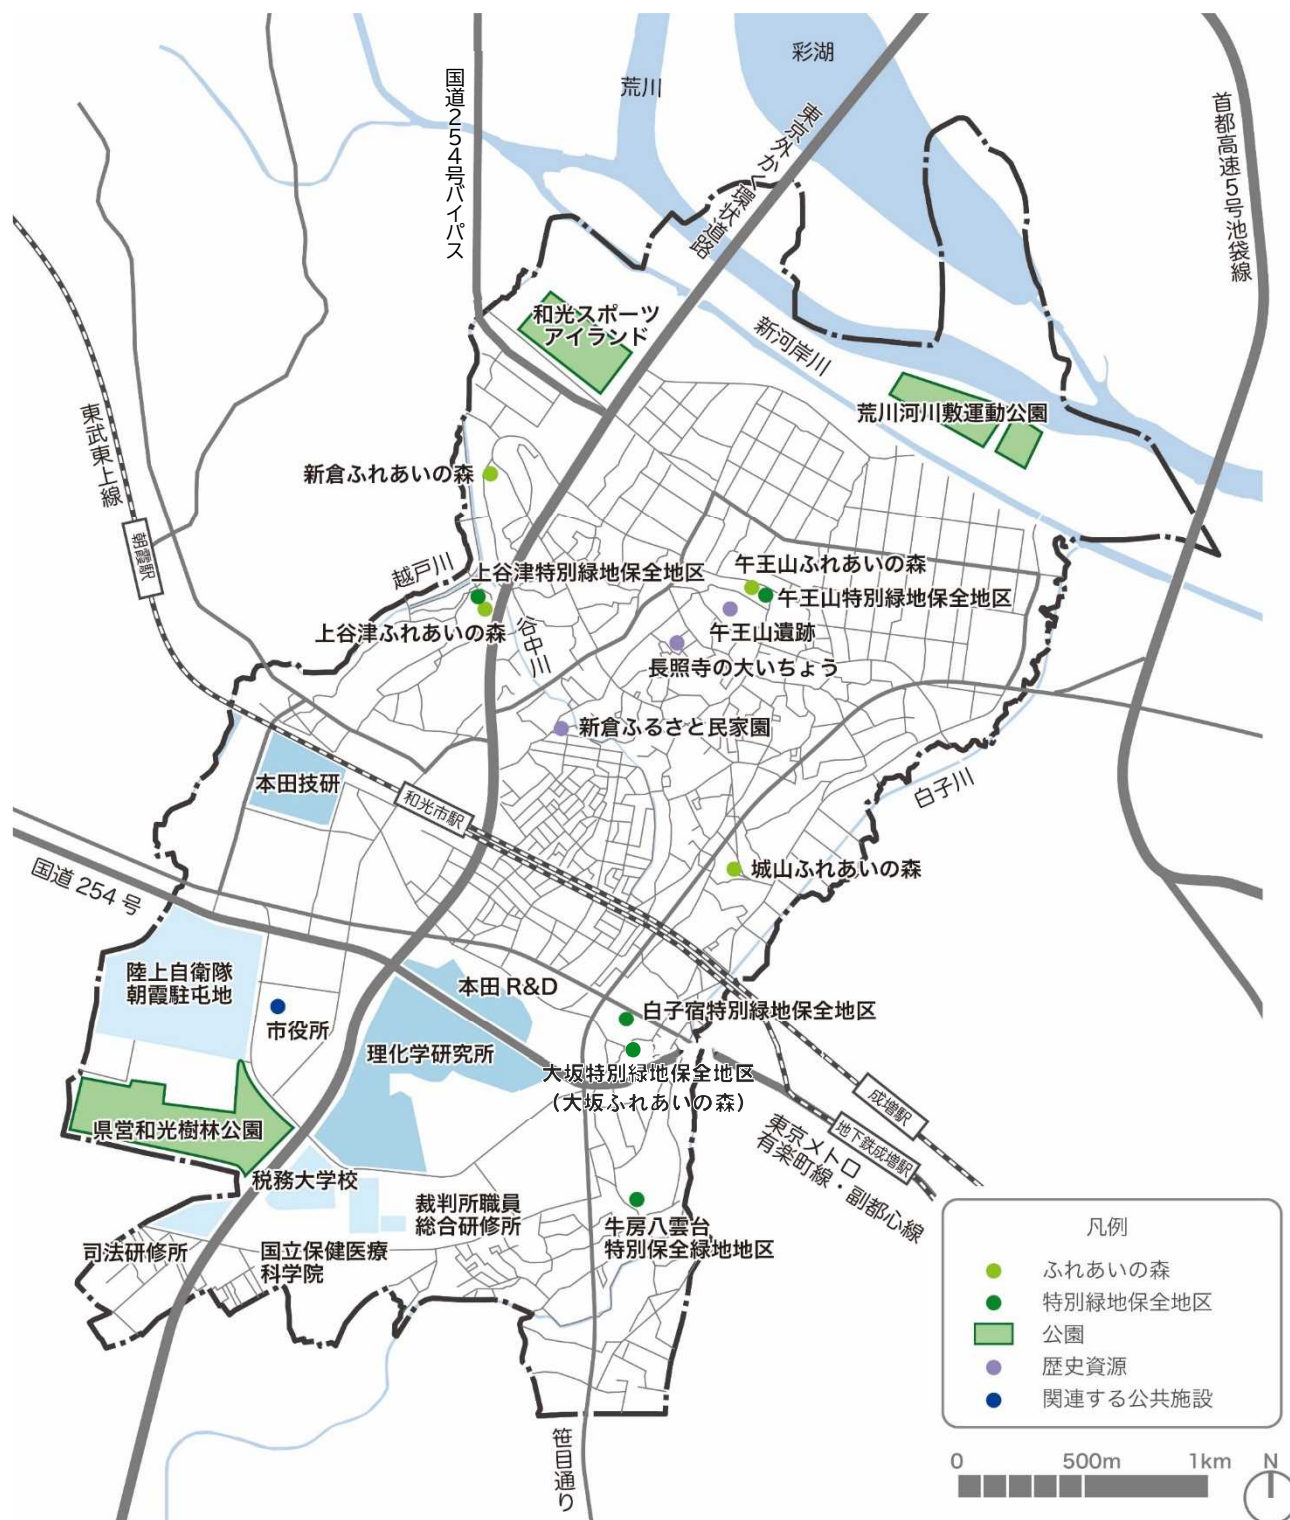 彩湖
荒川
国道254号バイパス
東京外かく環状道路
首都高速5号池袋線
和光スポーツ
アイランド
新河岸川
荒川河川敷運動公園
東武東上線
新倉ふれあいの森
朝霞駅
越戸川
上谷津特別緑地保全地区
午王山ふれあいの森
午王山特別緑地保全地区
上谷津ふれあいの森
谷中川
午王山遺跡
長照寺の大いちょう
新倉ふるさと民家園
本田技研
和光市駅
白子川
国道254号
城山ふれあいの森
陸上自衛隊
朝霞駐屯地
市役所
本田R&D
白子宿特別緑地保全地区
理化学研究所
大坂特別緑地保全地区
（大坂ふれあいの森）
成増駅
地下鉄成増駅
東京メトロ
有楽町線・副都心線
県営和光樹林公園
税務大学校
裁判所職員
総合研修所
牛房八雲台
特別保全緑地地区
司法研修所
国立保健医療
科学院
笹目通り
凡例
ふれあいの森
特別緑地保全地区
公園
歴史資源
関連する公共施設
0 500m 1km N